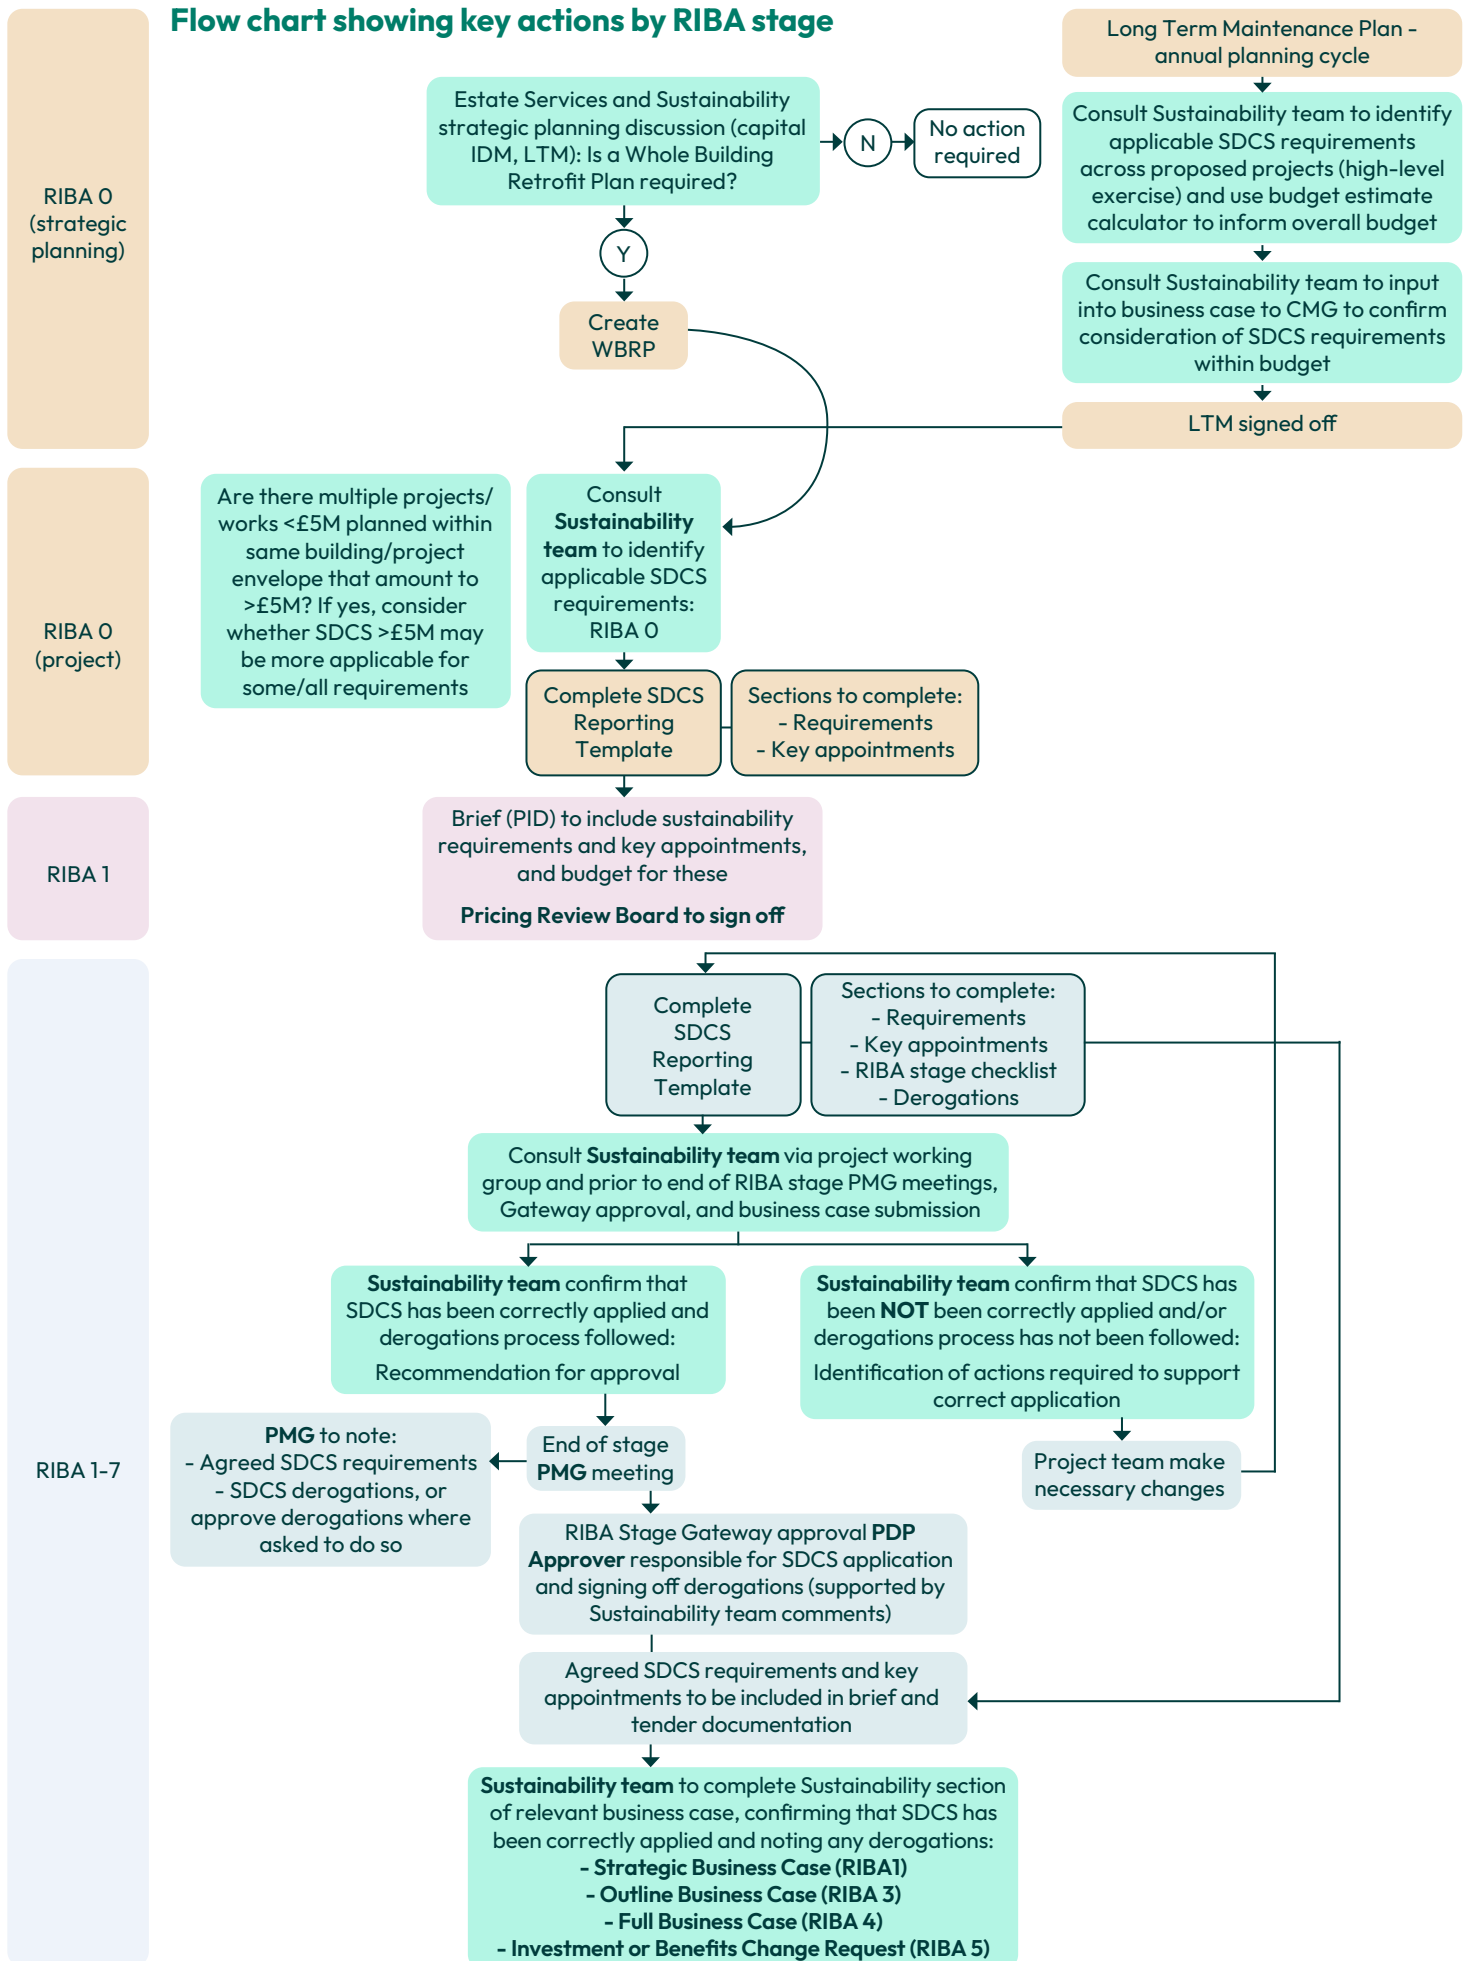 Flow chart showing key actions by RIBA stage
RIBA 0
(strategic
planning)
Estate Services and Sustainability
strategic planning discussion (capital
IDM, LTM): Is a Whole Building
Retrofit Plan required?
N
No action
required
Y
Create
WBRP
Long Term Maintenance Plan -
annual planning cycle
Consult Sustainability team to identify
applicable SDCS requirements
across proposed projects (high-level
exercise) and use budget estimate
calculator to inform overall budget
Consult Sustainability team to input
into business case to CMG to confirm
consideration of SDCS requirements
within budget
LTM signed off
RIBA 0
(project)
Are there multiple projects/
works <£5M planned within
same building/project
envelope that amount to
>£5M? If yes, consider
whether SDCS >£5M may
be more applicable for
some/all requirements
Consult
Sustainability
team to identify
applicable SDCS
requirements:
RIBA 0
Complete SDCS
Reporting
Template
Sections to complete:
- Requirements
- Key appointments
RIBA 1
Brief (PID) to include sustainability
requirements and key appointments,
and budget for these
Pricing Review Board to sign off
RIBA 1-7
Complete
SDCS
Reporting
Template
Sections to complete:
- Requirements
- Key appointments
- RIBA stage checklist
- Derogations
Consult Sustainability team via project working
group and prior to end of RIBA stage PMG meetings,
Gateway approval, and business case submission
Sustainability team confirm that
SDCS has been correctly applied and
derogations process followed:
Recommendation for approval
Sustainability team confirm that SDCS has
been NOT been correctly applied and/or
derogations process has not been followed:
Identification of actions required to support
correct application
PMG to note:
- Agreed SDCS requirements
- SDCS derogations, or
approve derogations where
asked to do so
End of stage
PMG meeting
Project team make
necessary changes
RIBA Stage Gateway approval PDP
Approver responsible for SDCS application
and signing off derogations (supported by
Sustainability team comments)
Agreed SDCS requirements and key
appointments to be included in brief and
tender documentation
Sustainability team to complete Sustainability section
of relevant business case, confirming that SDCS has
been correctly applied and noting any derogations:
- Strategic Business Case (RIBA1)
- Outline Business Case (RIBA 3)
- Full Business Case (RIBA 4)
- Investment or Benefits Change Request (RIBA 5)